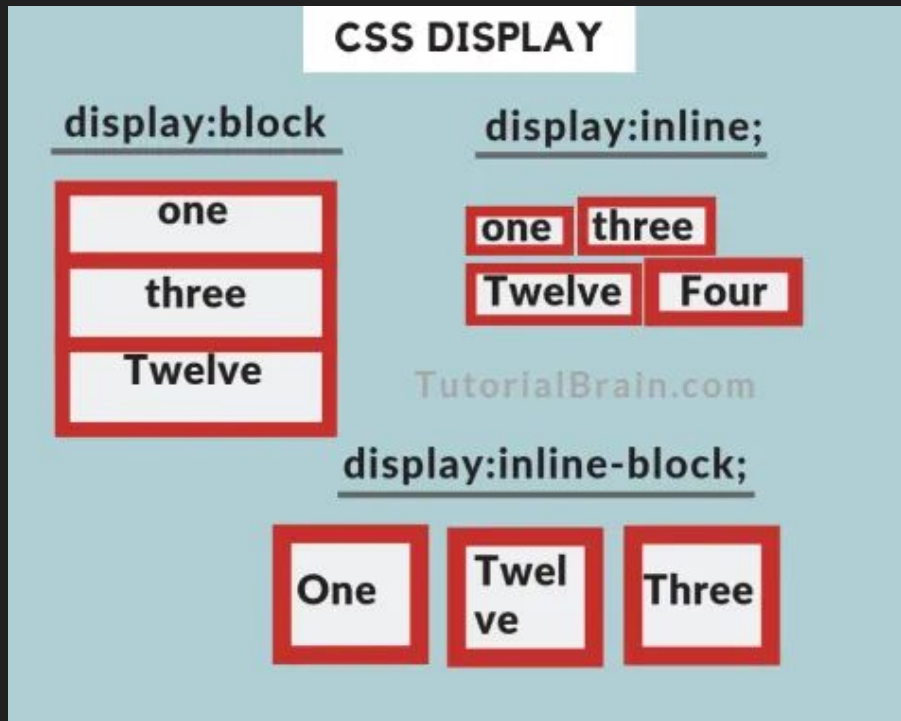 CSS DISPLAY
display:block
one
three
Twelve
display:inline;
one three
Twelve Four
TutorialBrain.com
display:inline-block;
One
Twel
ve
Three